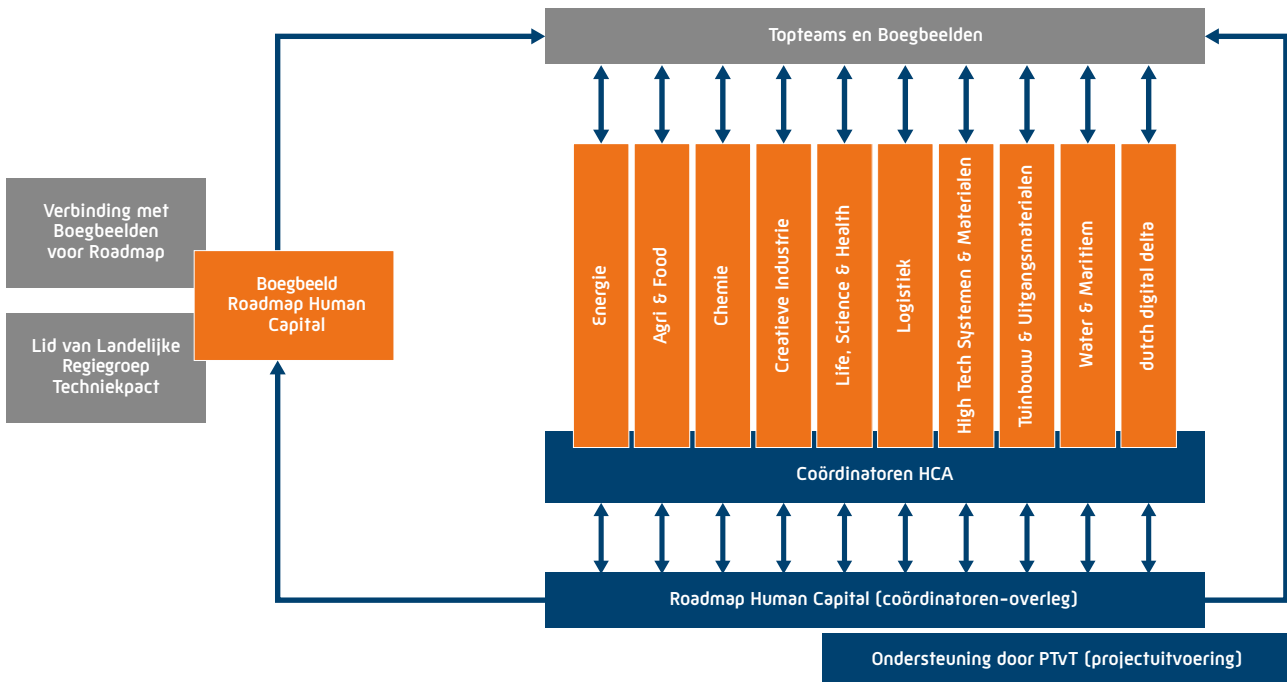 Topteams en Boegbeelden
Verbinding met
Boegbeelden
voor Roadmap
Boegbeeld
Roadmap Human
Capital
Lid van Landelijke
Regiegroep
Techniekpact
Energie
Agri & Food
Chemie
Creatieve Industrie
Life, Science & Health
Logistiek
High Tech Systemen & Materialen
Tuinbouw & Uitgangsmaterialen
Water & Maritiem
dutch digital delta
Coördinatoren HCA
Roadmap Human Capital (coördinatoren-overleg)
Ondersteuning door PTvT (projectuitvoering)